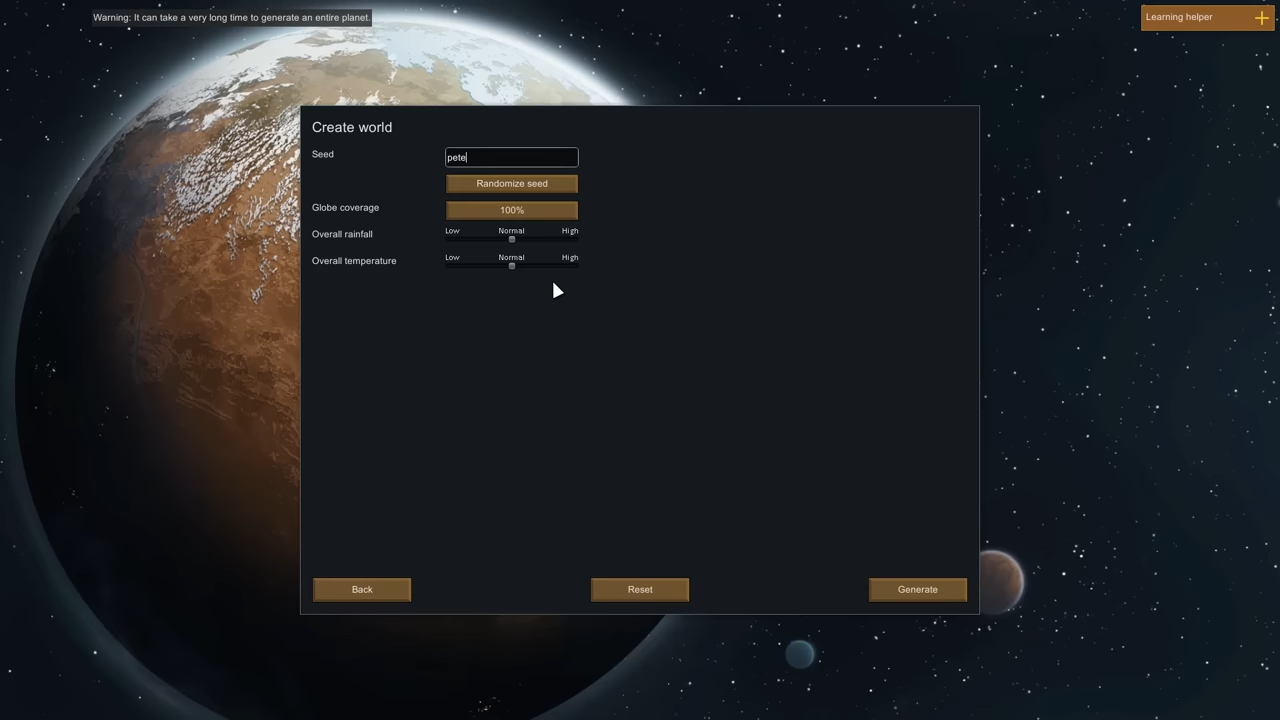 Warning: It can take a very long time to generate an entire planet.
Learning helper
Create world
Seed
pete
Randomize seed
Globe coverage
100%
Overall rainfall
Low Normal High
Overall temperature
Low Normal High
Back
Reset
Generate